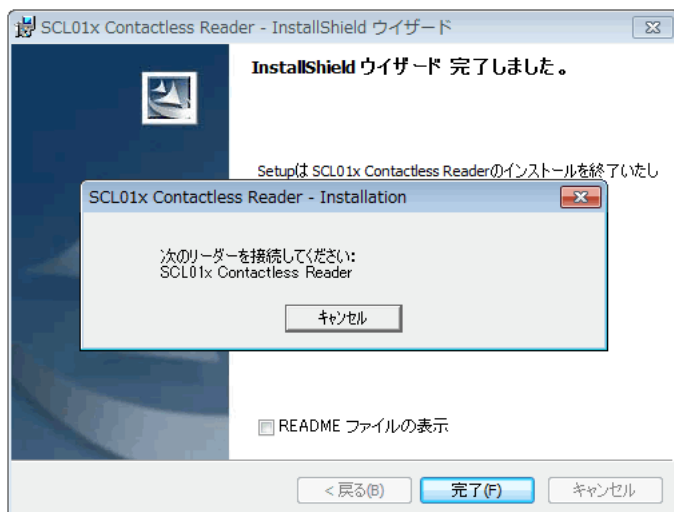 SCL01x Contactless Reader - InstallShield ウイザード
InstallShield ウイザード 完了しました。
Setupは SCL01x Contactless Readerのインストールを終了いたし
SCL01x Contactless Reader - Installation
次のリーダーを接続してください:
SCL01x Contactless Reader
キャンセル
README ファイルの表示
< 戻る(B)
完了(F)
キャンセル